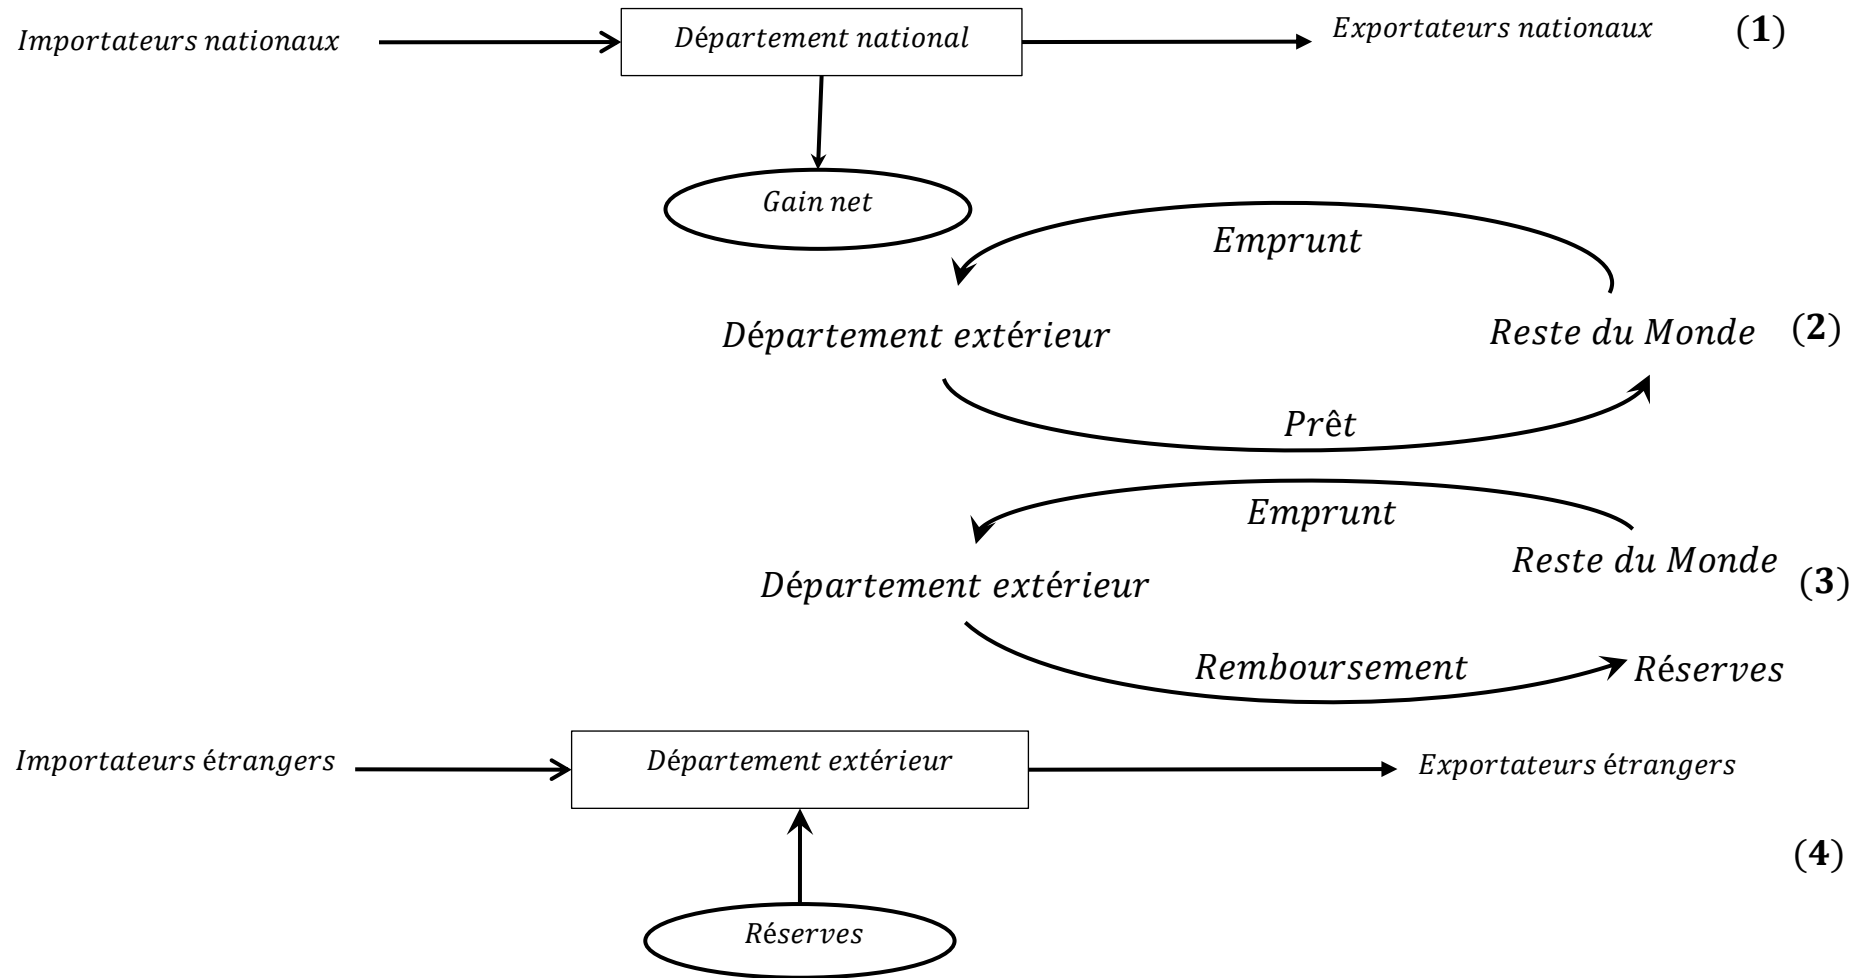 Importateurs nationaux
Département national
Exportateurs nationaux
(1)
Gain net
Emprunt
Département extérieur
Reste du Monde
(2)
Prêt
Emprunt
Reste du Monde
Département extérieur
(3)
Remboursement
Réserves
Importateurs étrangers
Département extérieur
Exportateurs étrangers
(4)
Réserves